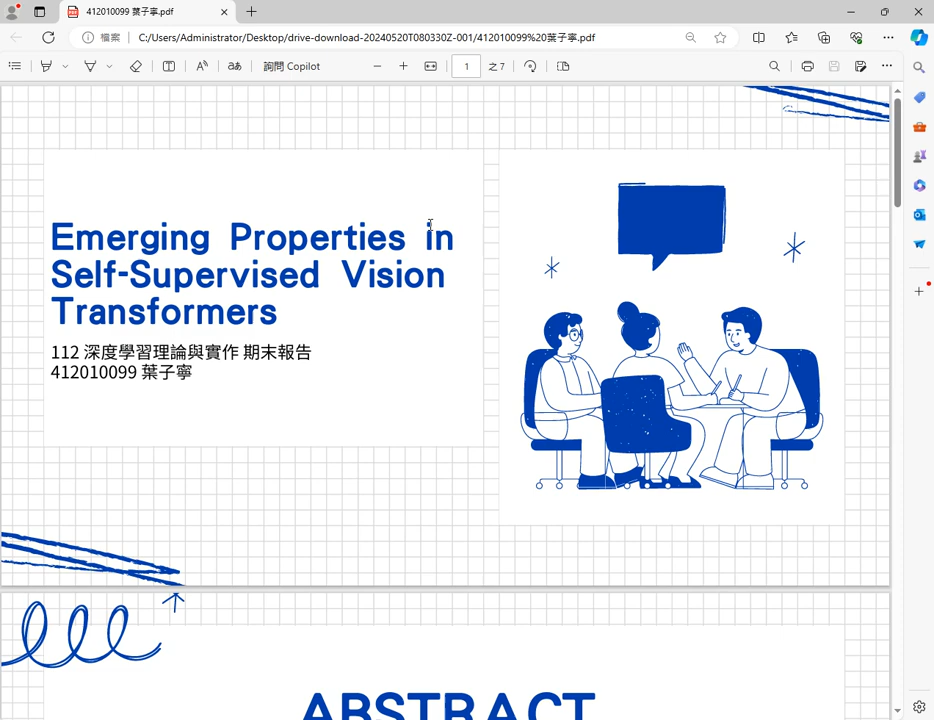 412010099 葉子寧.pdf
檔案
C:/Users/Administrator/Desktop/drive-download-20240520T080330Z-001/412010099%20葉子寧.pdf
詢問 Copilot
1
之 7
Emerging Properties in
Self-Supervised Vision
Transformers
112 深度學習理論與實作 期末報告
412010099 葉子寧
ABSTRACT